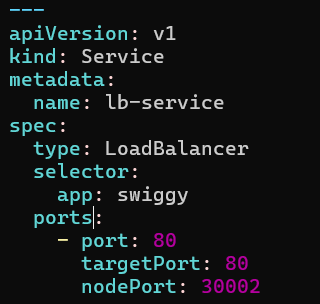 ---
apiVersion: v1
kind: Service
metadata:
  name: lb-service
spec:
  type: LoadBalancer
  selector:
    app: swiggy
  ports:
    - port: 80
      targetPort: 80
      nodePort: 30002